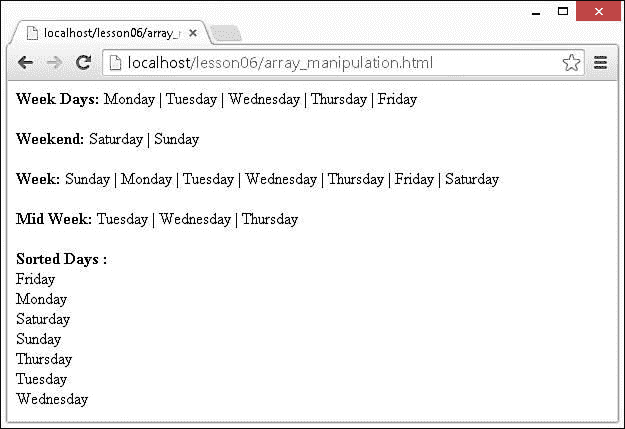 localhost/lesson06/array_r
localhost/lesson06/array_manipulation.html
Week Days: Monday | Tuesday | Wednesday | Thursday | Friday
Weekend: Saturday | Sunday
Week: Sunday | Monday | Tuesday | Wednesday | Thursday | Friday | Saturday
Mid Week: Tuesday | Wednesday | Thursday
Sorted Days :
Friday
Monday
Saturday
Sunday
Thursday
Tuesday
Wednesday